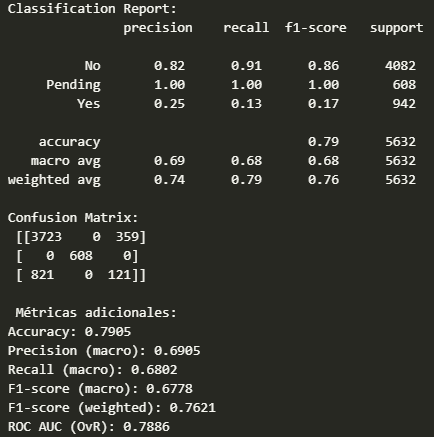 Classification Report:
precision recall f1-score support
No 0.82 0.91 0.86 4082
Pending 1.00 1.00 1.00 608
Yes 0.25 0.13 0.17 942
accuracy 0.79 5632
macro avg 0.69 0.68 0.68 5632
weighted avg 0.74 0.79 0.76 5632
Confusion Matrix:
[[3723 0 359]
[ 0 608 0]
[ 821 0 121]]
Métricas adicionales:
Accuracy: 0.7905
Precision (macro): 0.6905
Recall (macro): 0.6802
F1-score (macro): 0.6778
F1-score (weighted): 0.7621
ROC AUC (OvR): 0.7886